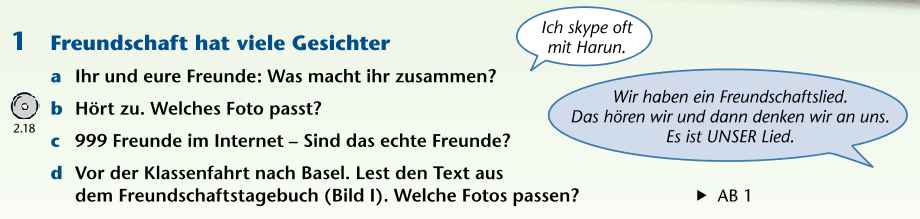 1 Freundschaft hat viele Gesichter
a Ihr und eure Freunde: Was macht ihr zusammen?
b Hört zu. Welches Foto passt?
2.18
c 999 Freunde im Internet – Sind das echte Freunde?
d Vor der Klassenfahrt nach Basel. Lest den Text aus
dem Freundschaftstagebuch (Bild I). Welche Fotos passen?
Ich skype oft
mit Harun.
Wir haben ein Freundschaftslied.
Das hören wir und dann denken wir an uns.
Es ist UNSER Lied.
▶ AB 1